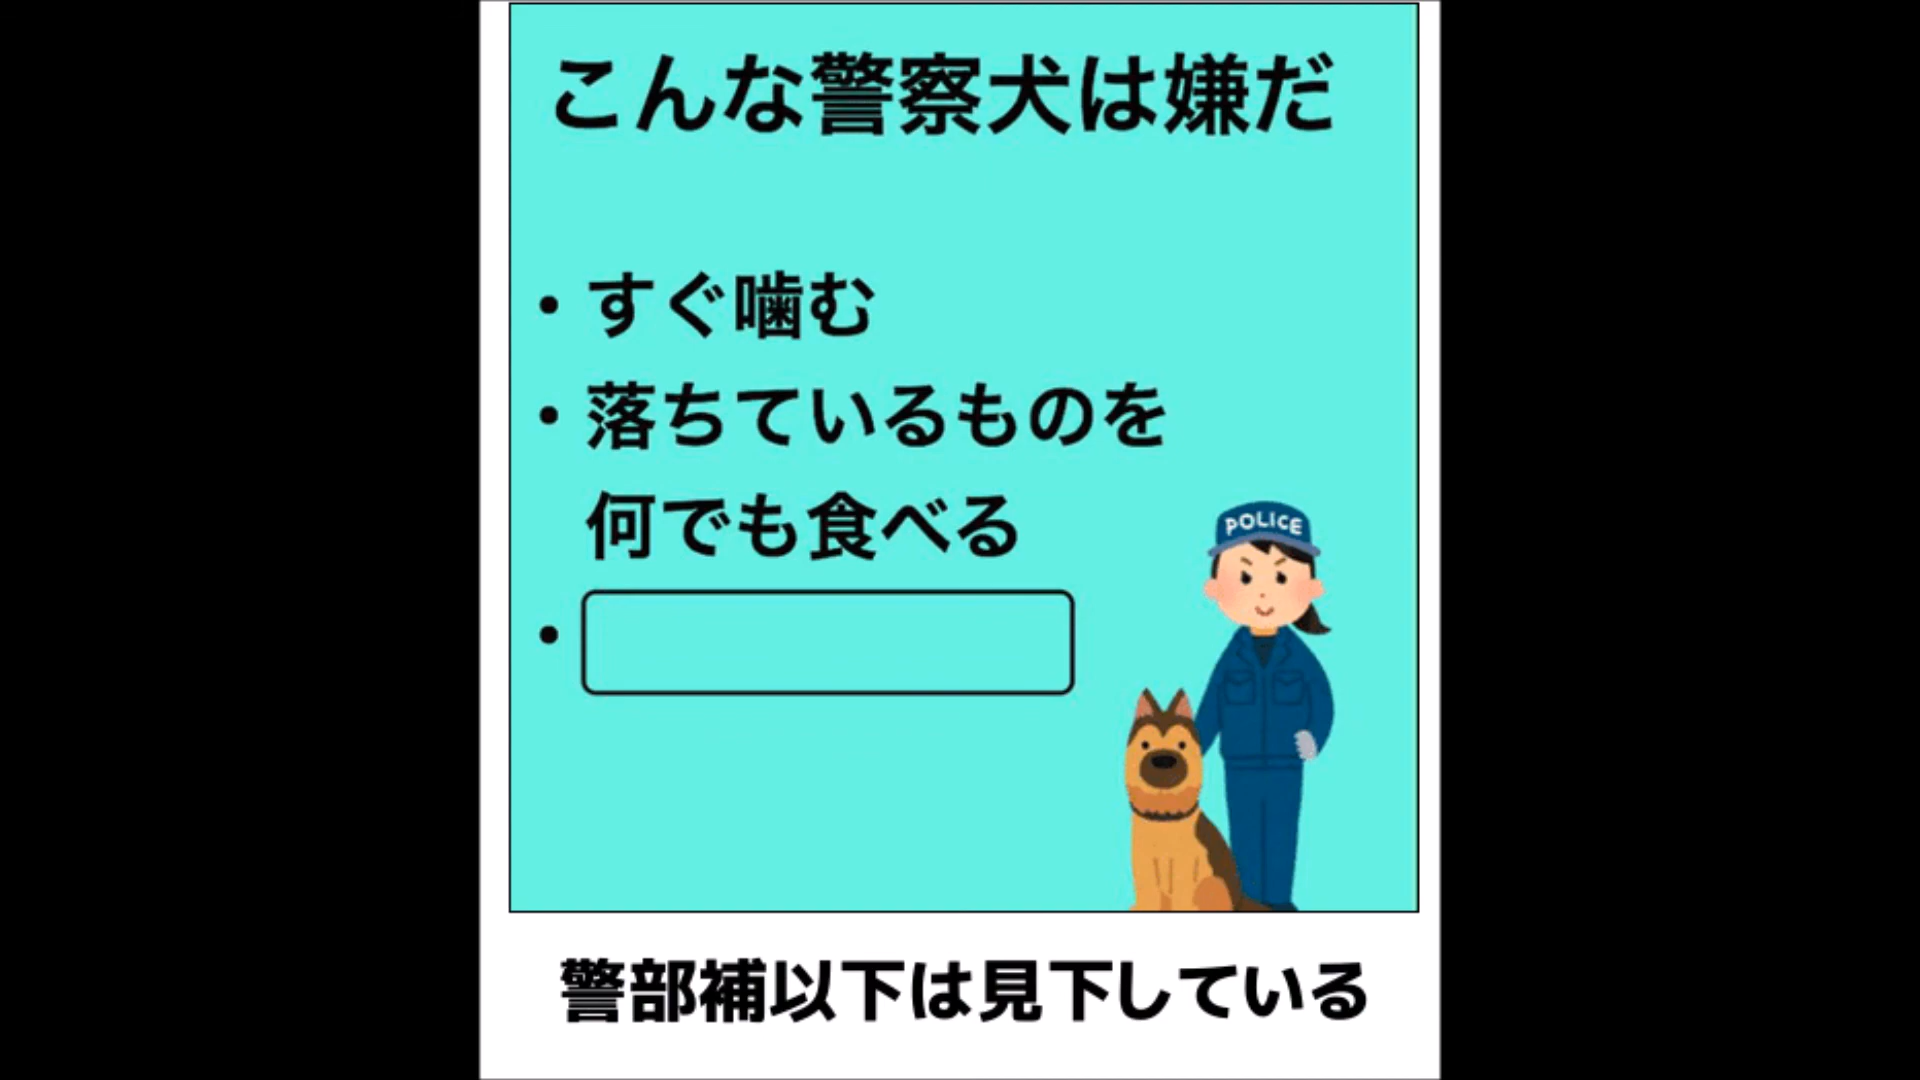 こんな警察犬は嫌だ
・すぐ噛む
・落ちているものを
何でも食べる
・
POLICE
警部補以下は見下している